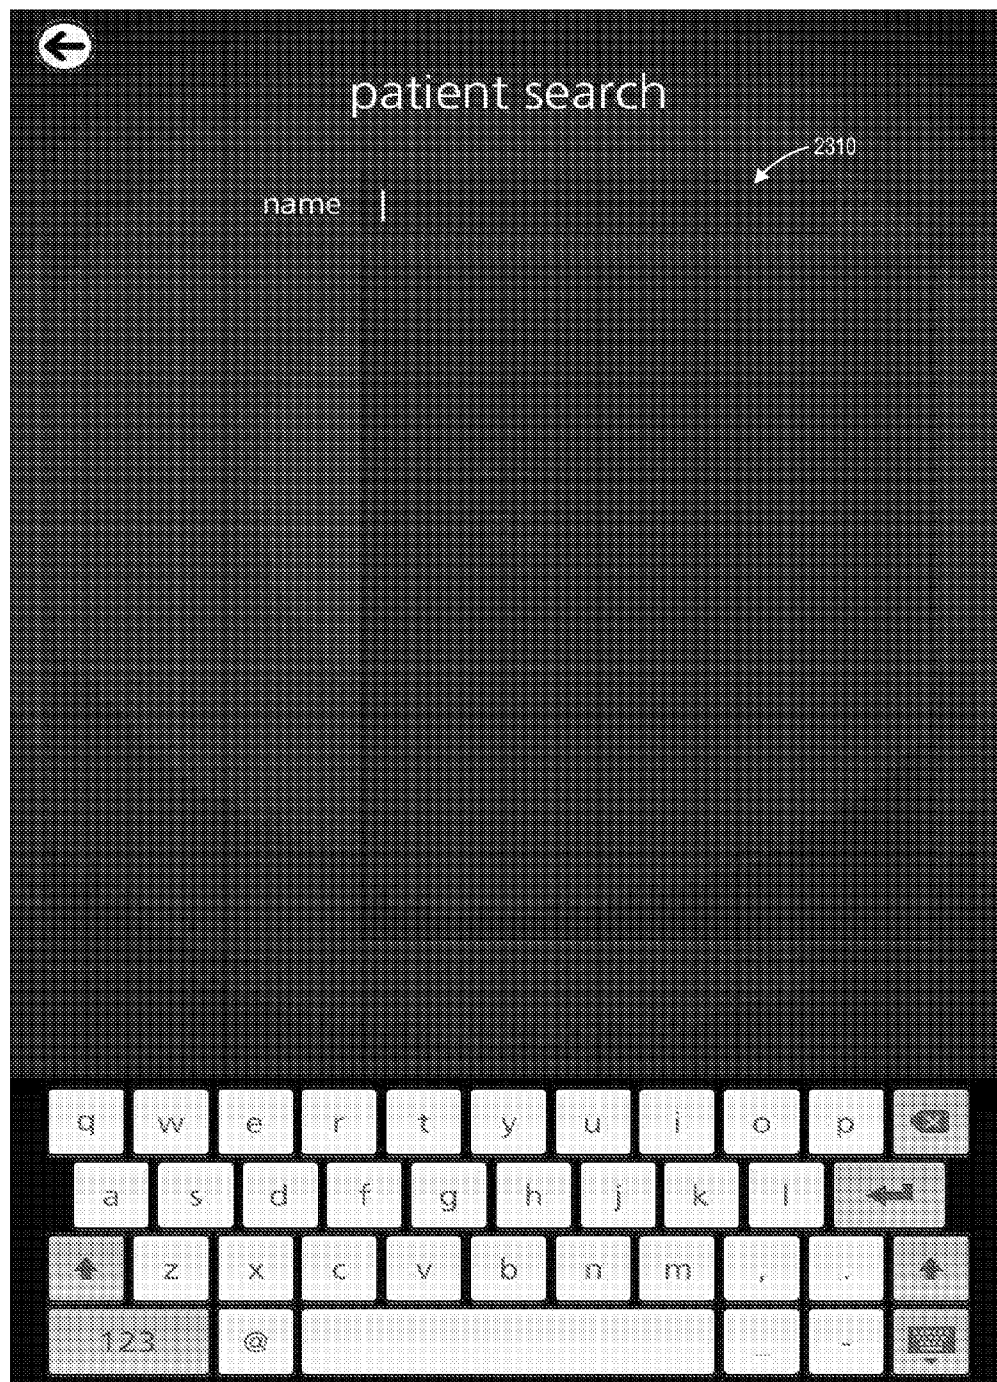 patient search
2310
name
q w e r t y u i o p
a s d f g h j k l
z x c v b n m , .
123 @ _ -